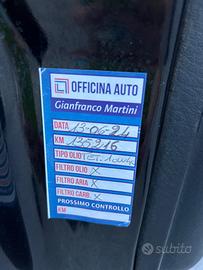 OFFICINA AUTO
Gianfranco Martini
DATA 13-06-24
KM 135216
TIPO OLIO
FILTRO OLIO X
FILTRO ARIA X
FILTRO CARB. X
PROSSIMO CONTROLLO
KM
subito